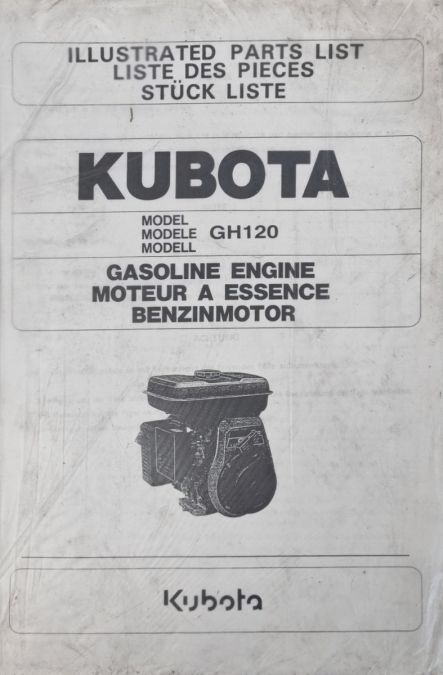 ILLUSTRATED PARTS LIST
LISTE DES PIECES
STÜCK LISTE
KUBOTA
MODEL
MODELE GH120
MODELL
GASOLINE ENGINE
MOTEUR A ESSENCE
BENZINMOTOR
Kubota